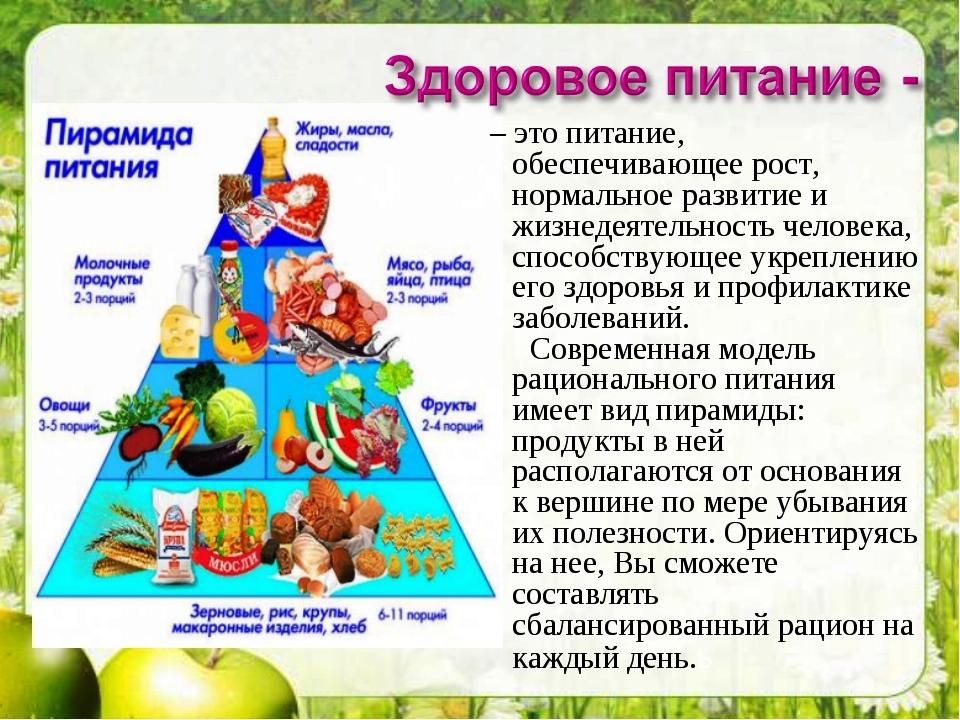 Здоровое питание -
Пирамида
питания
Жиры, масла,
сладости
Молочные
продукты
2-3 порций
Мясо, рыба,
яйца, птица
2-3 порций
Овощи
3-5 порций
Фрукты
2-4 порций
КРУПА
МЮСЛИ
Зерновые, рис, крупы,
макаронные изделия, хлеб
6-11 порций
– это питание,
обеспечивающее рост,
нормальное развитие и
жизнедеятельность человека,
способствующее укреплению
его здоровья и профилактике
заболеваний.
Современная модель
рационального питания
имеет вид пирамиды:
продукты в ней
располагаются от основания
к вершине по мере убывания
их полезности. Ориентируясь
на нее, Вы сможете
составлять
сбалансированный рацион на
каждый день.